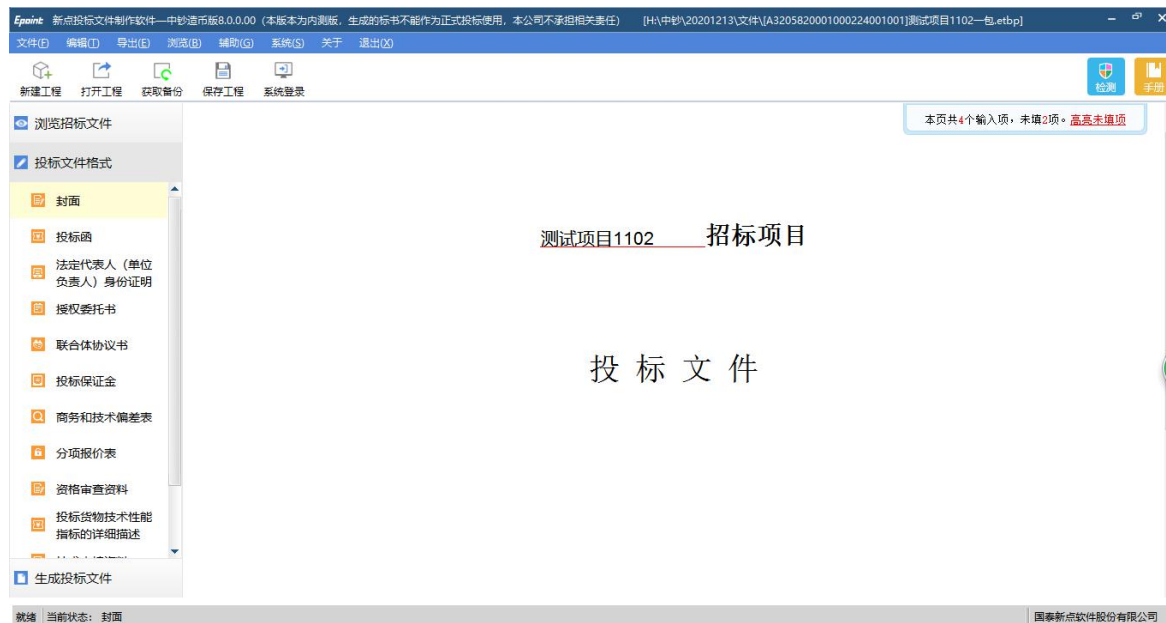 Epoint 新点投标文件制作软件—中钞造币版8.0.0.00 (本版本为内测版，生成的标书不能作为正式投标使用，本公司不承担相关责任) [H:\中钞\20201213\文件\[A3205820001000224001001]测试项目1102一包.etbp]
文件(F) 编辑(T) 导出(E) 浏览(B) 辅助(G) 系统(S) 关于 退出(X)
新建工程 打开工程 获取备份 保存工程 系统登录 检测 手册
浏览招标文件
本页共4个输入项，未填2项。高亮未填项
投标文件格式
封面
投标函
测试项目1102 招标项目
法定代表人（单位
负责人）身份证明
授权委托书
联合体协议书
投标文件
投标保证金
商务和技术偏差表
分项报价表
资格审查资料
投标货物技术性能
指标的详细描述
生成投标文件
就绪 当前状态：封面 国泰新点软件股份有限公司